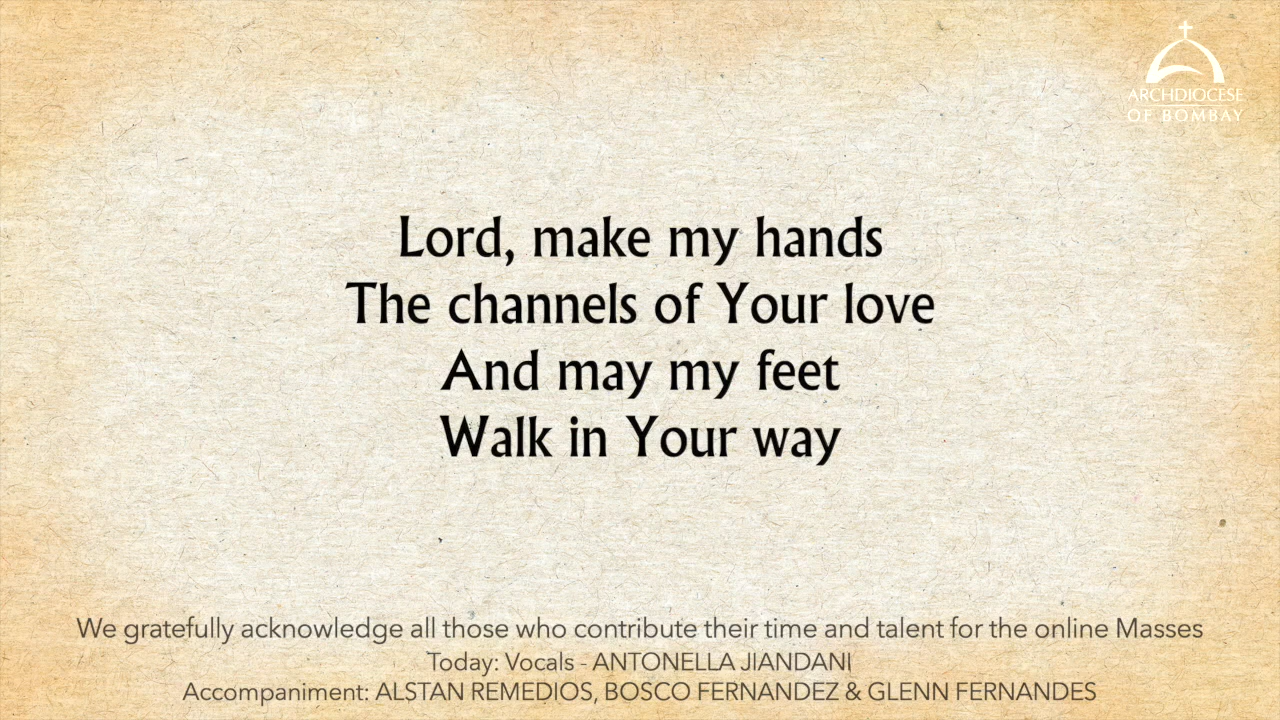 ARCHDIOCESE
OF BOMBAY
Lord, make my hands
The channels of Your love
And may my feet
Walk in Your way
We gratefully acknowledge all those who contribute their time and talent for the online Masses
Today: Vocals - ANTONELLA JIANDANI
Accompaniment: ALSTAN REMEDIOS, BOSCO FERNANDEZ & GLENN FERNANDES